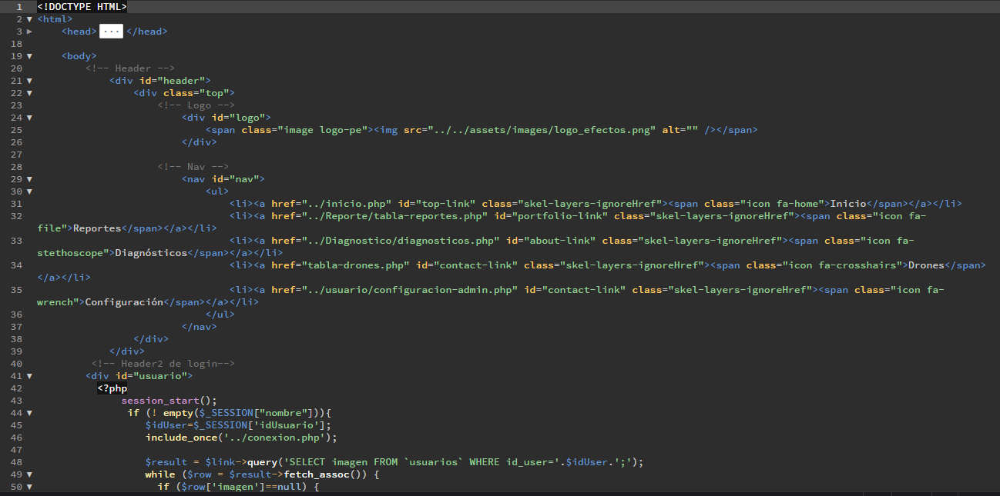 1 <!DOCTYPE HTML>
2 ▼ <html>
3 ▶ <head> ... </head>
18
19 ▼ <body>
20 <!-- Header -->
21 ▼ <div id="header">
22 ▼ <div class="top">
23 <!-- Logo -->
24 ▼ <div id="logo">
25 <span class="image logo-pe"><img src="../../assets/images/logo_efectos.png" alt="" /></span>
26 </div>
27
28 <!-- Nav -->
29 ▼ <nav id="nav">
30 ▼ <ul>
31 <li><a href="../inicio.php" id="top-link" class="skel-layers-ignoreHref"><span class="icon fa-home">Inicio</span></a></li>
32 <li><a href="../Reporte/tabla-reportes.php" id="portfolio-link" class="skel-layers-ignoreHref"><span class="icon fa-
file">Reportes</span></a></li>
33 <li><a href="../Diagnostico/diagnosticos.php" id="about-link" class="skel-layers-ignoreHref"><span class="icon fa-
stethoscope">Diagnósticos</span></a></li>
34 <li><a href="tabla-drones.php" id="contact-link" class="skel-layers-ignoreHref"><span class="icon fa-crosshairs">Drones</span>
</a></li>
35 <li><a href="../usuario/configuracion-admin.php" id="contact-link" class="skel-layers-ignoreHref"><span class="icon fa-
wrench">Configuración</span></a></li>
36 </ul>
37 </nav>
38 </div>
39 </div>
40 <!-- Header2 de login-->
41 ▼ <div id="usuario">
42 <?php
43 session_start();
44 ▼ if (! empty($_SESSION["nombre"])){
45 $idUser=$_SESSION['idUsuario'];
46 include_once('../conexion.php');
47
48 $result = $link->query('SELECT imagen FROM `usuarios` WHERE id_user='.$idUser.';');
49 ▼ while ($row = $result->fetch_assoc()) {
50 ▼ if ($row['imagen']==null) {